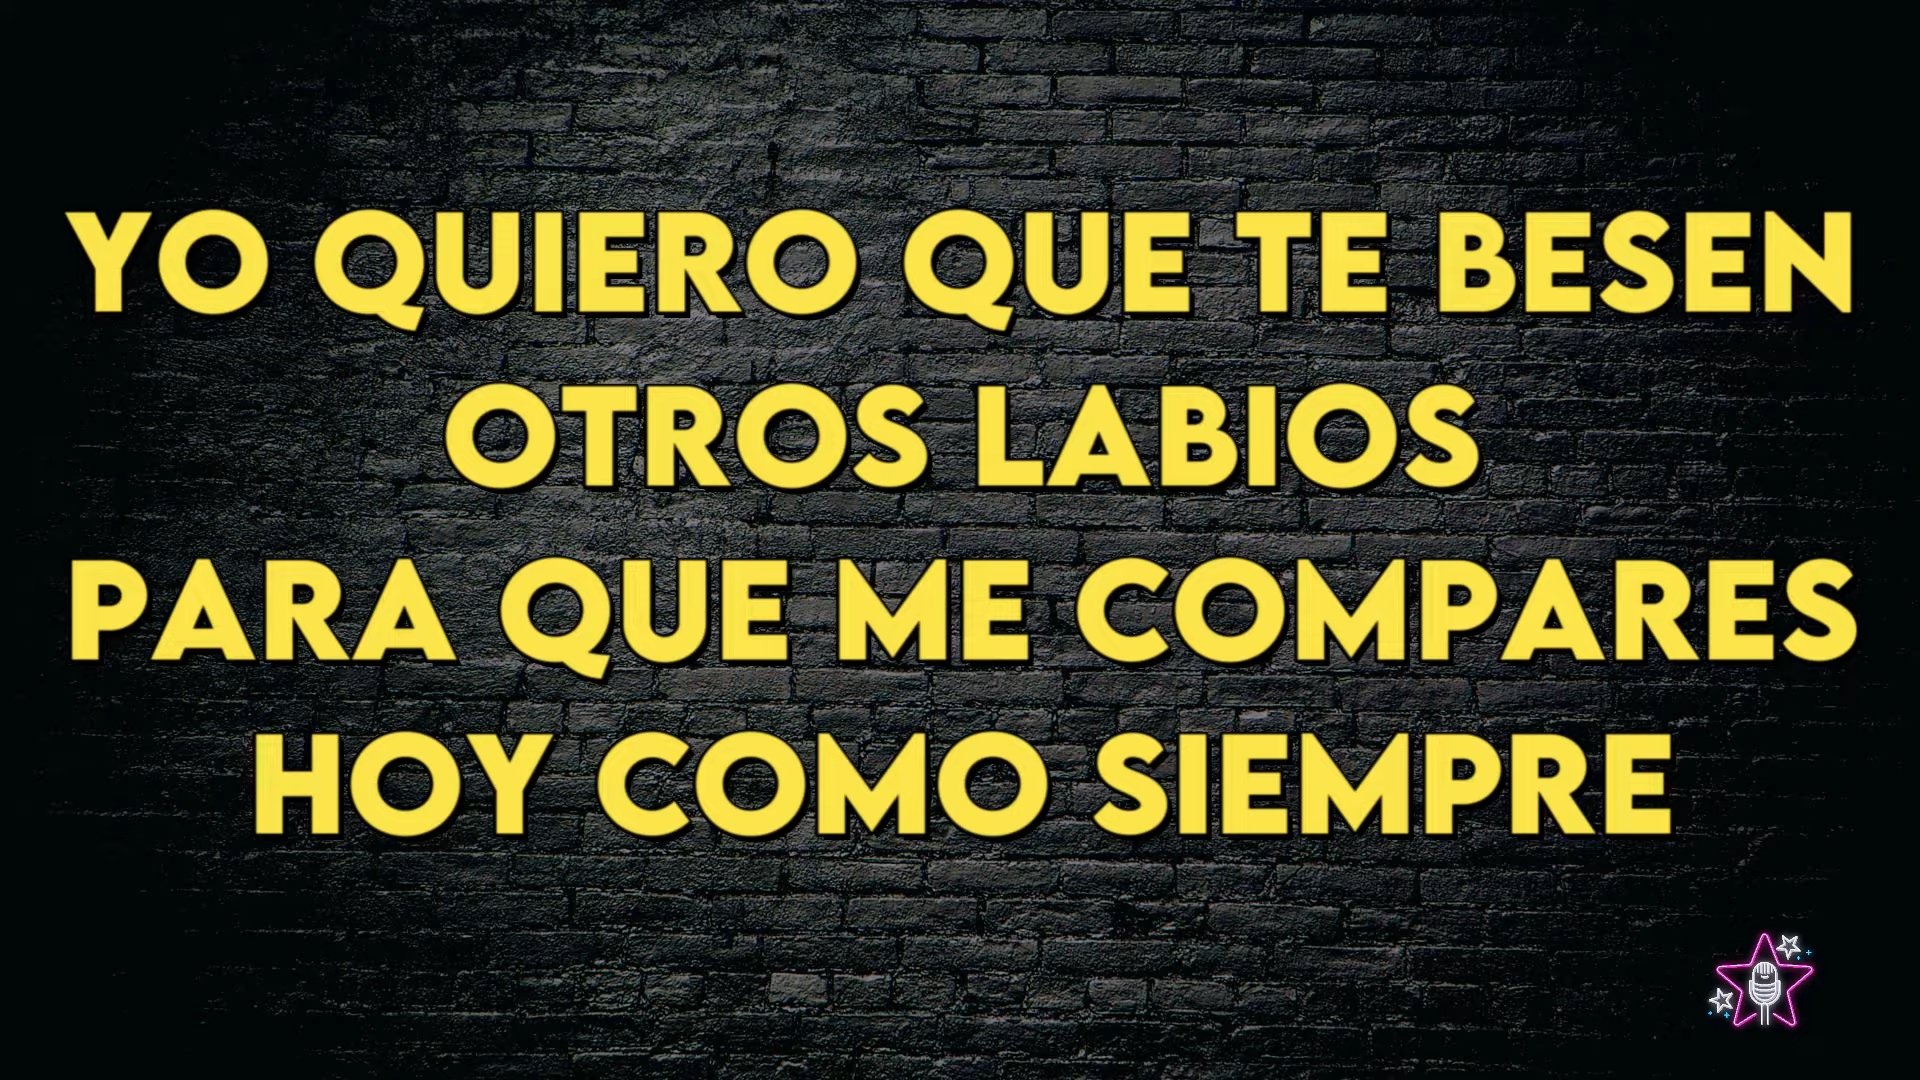 YO QUIERO QUE TE BESEN
OTROS LABIOS
PARA QUE ME COMPARES
HOY COMO SIEMPRE